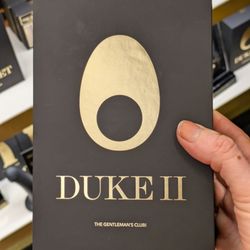 DUKE II
THE GENTLEMAN'S CLUB!